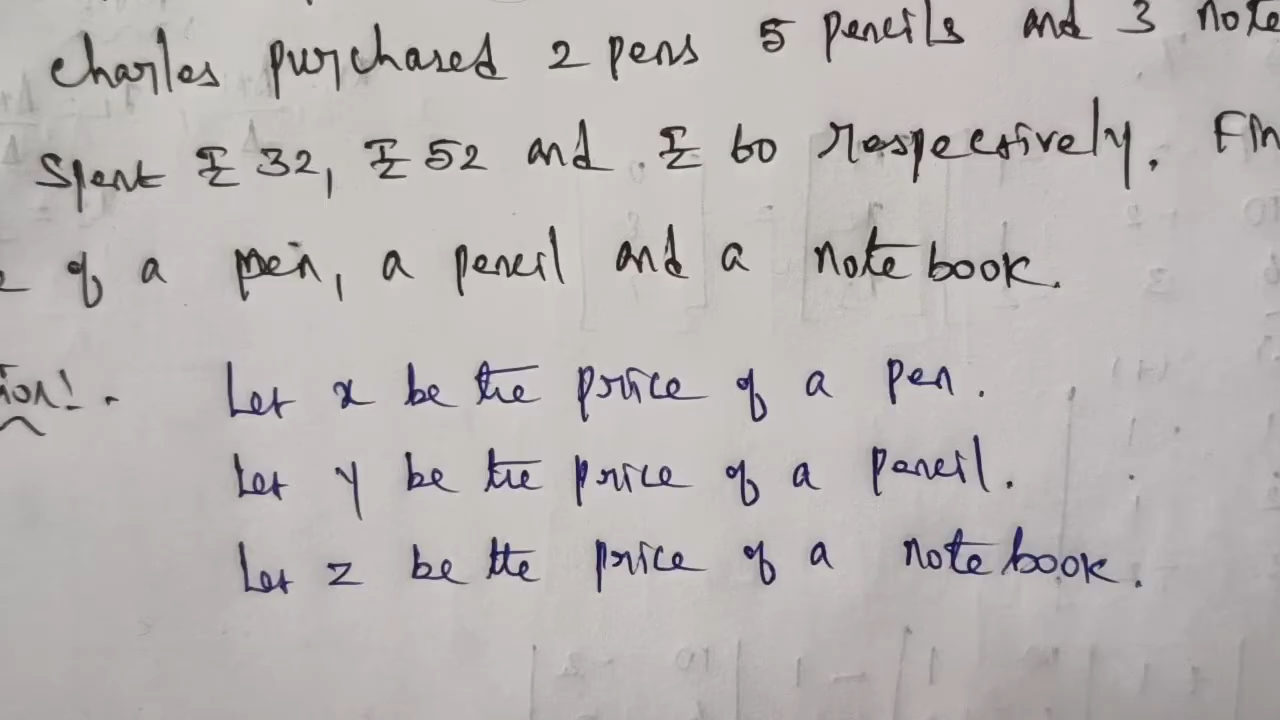 Charles purchased 2 pens 5 pencils and 3 note
Spent ₹ 32, ₹ 52 and ₹ 60 respectively. Fin
of a pen, a pencil and a note book.
ion:- Let x be the price of a pen.
Let y be the price of a pencil.
Let z be the price of a note book.